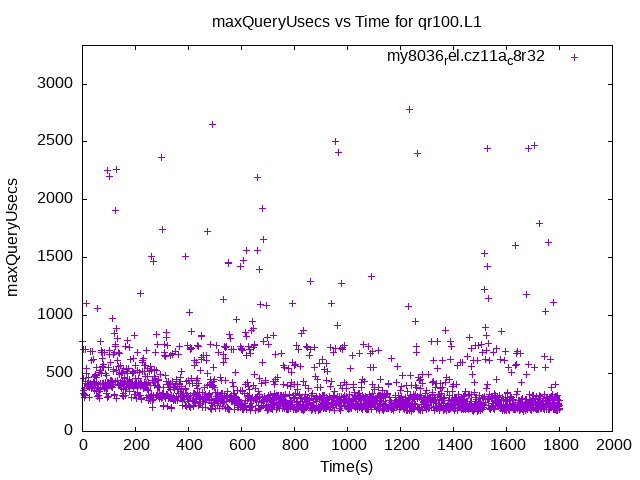 maxQueryUsecs vs Time for qr100.L1
my8036rel.cz11ac8r32
3000
2500
2000
1500
1000
500
0
maxQueryUsecs
0 200 400 600 800 1000 1200 1400 1600 1800 2000
Time(s)